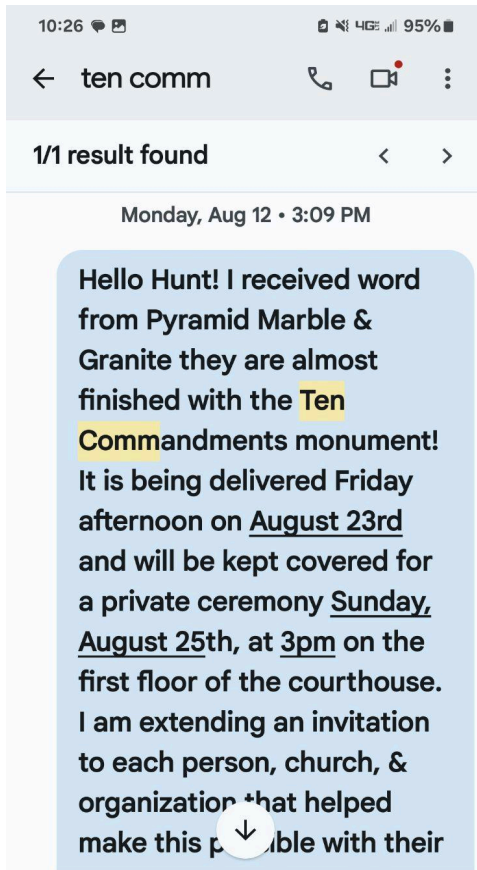 10:26 4GE 95%
ten comm
1/1 result found
Monday, Aug 12 • 3:09 PM
Hello Hunt! I received word
from Pyramid Marble &
Granite they are almost
finished with the Ten
Commandments monument!
It is being delivered Friday
afternoon on August 23rd
and will be kept covered for
a private ceremony Sunday,
August 25th, at 3pm on the
first floor of the courthouse.
I am extending an invitation
to each person, church, &
organization that helped
make this with their